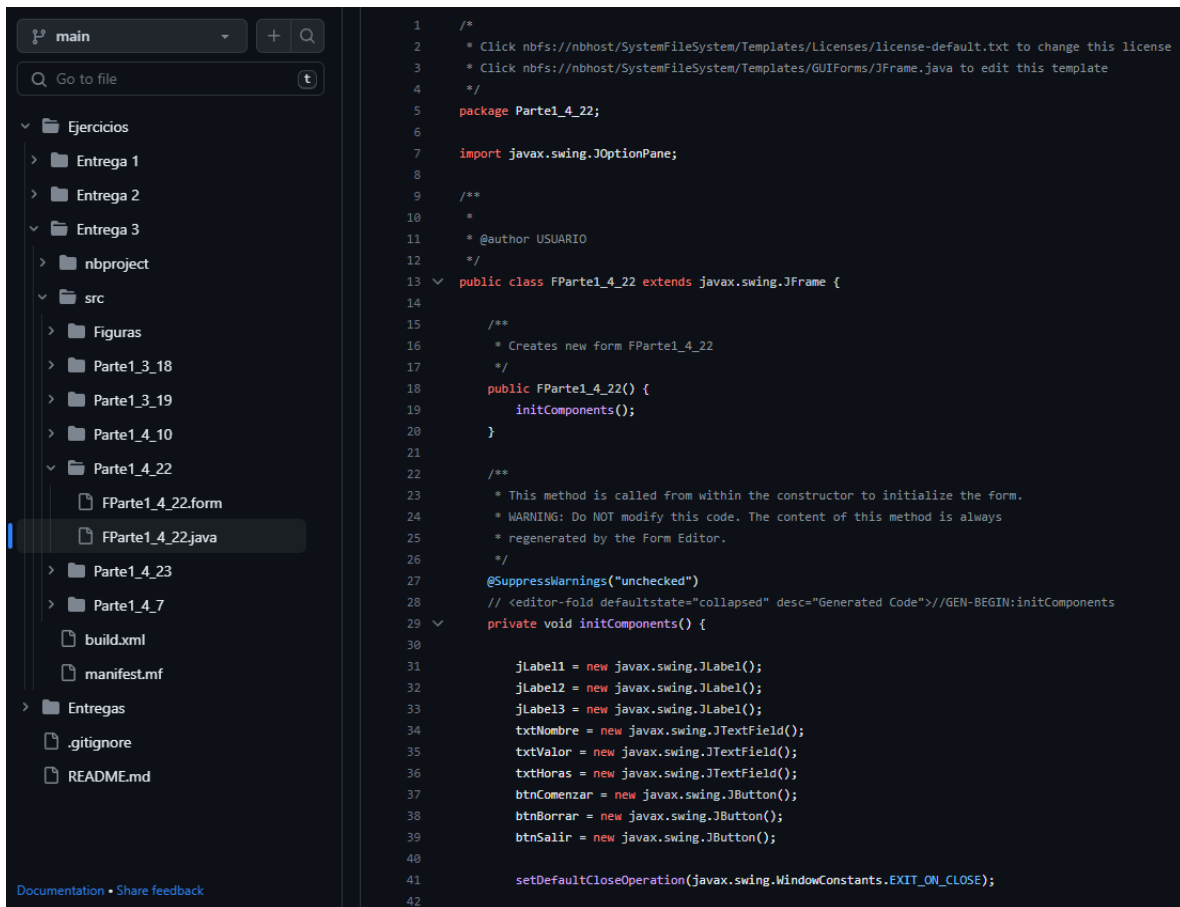 main
Go to file
t
Ejercicios
Entrega 1
Entrega 2
Entrega 3
nbproject
src
Figuras
Parte1_3_18
Parte1_3_19
Parte1_4_10
Parte1_4_22
FParte1_4_22.form
FParte1_4_22.java
Parte1_4_23
Parte1_4_7
build.xml
manifest.mf
Entregas
.gitignore
README.md
Documentation • Share feedback
1 /*
2 * Click nbfs://nbhost/SystemFileSystem/Templates/Licenses/license-default.txt to change this license
3 * Click nbfs://nbhost/SystemFileSystem/Templates/GUIForms/JFrame.java to edit this template
4 */
5 package Parte1_4_22;
6
7 import javax.swing.JOptionPane;
8
9 /**
10 *
11 * @author USUARIO
12 */
13 public class FParte1_4_22 extends javax.swing.JFrame {
14
15 /**
16 * Creates new form FParte1_4_22
17 */
18 public FParte1_4_22() {
19 initComponents();
20 }
21
22 /**
23 * This method is called from within the constructor to initialize the form.
24 * WARNING: Do NOT modify this code. The content of this method is always
25 * regenerated by the Form Editor.
26 */
27 @SuppressWarnings("unchecked")
28 // <editor-fold defaultstate="collapsed" desc="Generated Code">//GEN-BEGIN:initComponents
29 private void initComponents() {
30
31 jLabel1 = new javax.swing.JLabel();
32 jLabel2 = new javax.swing.JLabel();
33 jLabel3 = new javax.swing.JLabel();
34 txtNombre = new javax.swing.JTextField();
35 txtValor = new javax.swing.JTextField();
36 txtHoras = new javax.swing.JTextField();
37 btnComenzar = new javax.swing.JButton();
38 btnBorrar = new javax.swing.JButton();
39 btnSalir = new javax.swing.JButton();
40
41 setDefaultCloseOperation(javax.swing.WindowConstants.EXIT_ON_CLOSE);
42